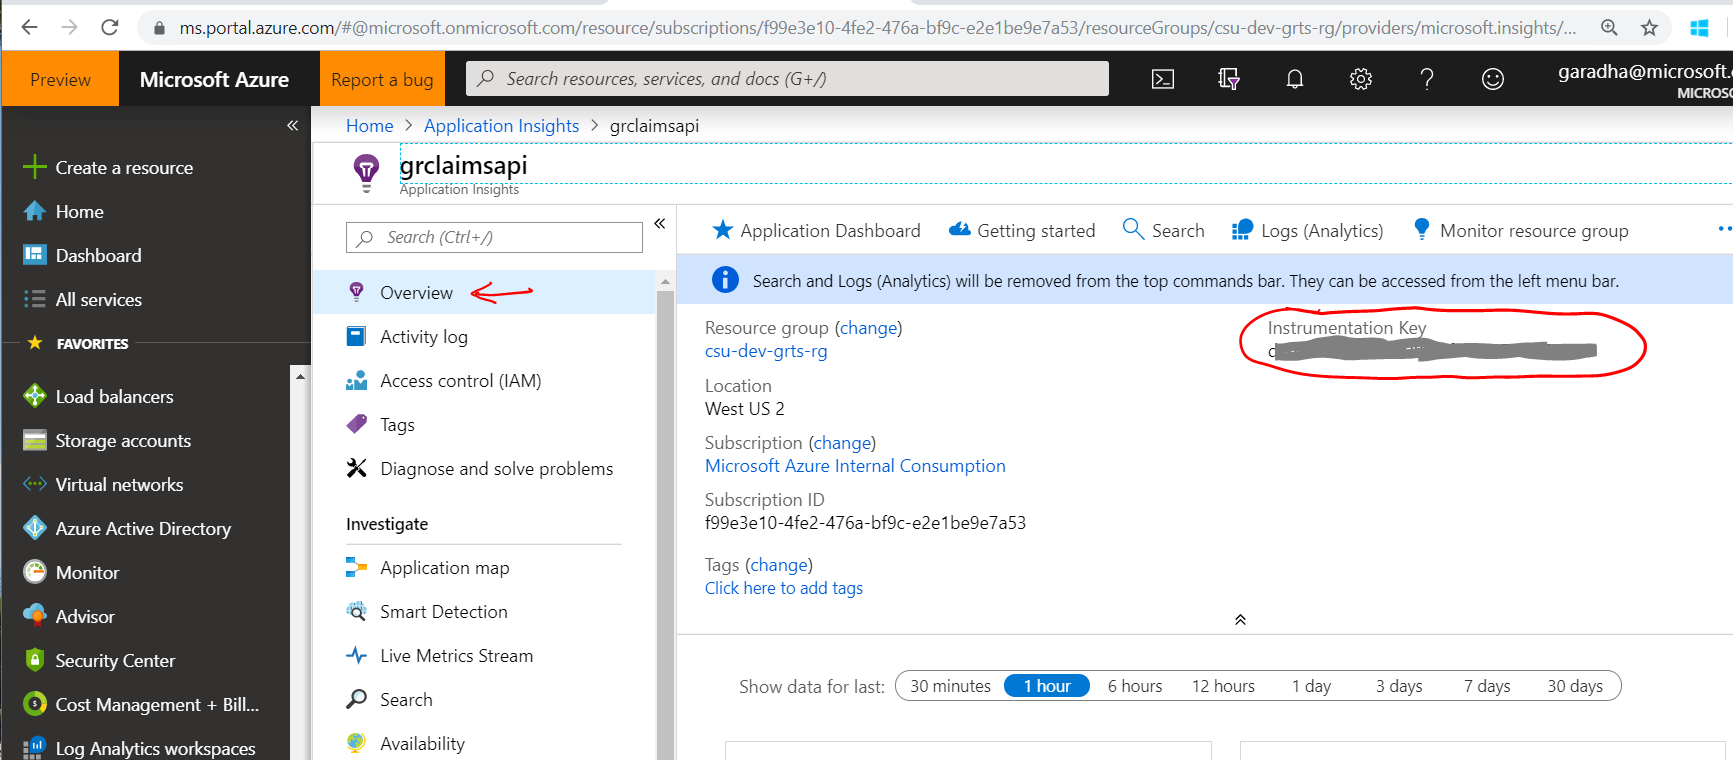 ms.portal.azure.com/#@microsoft.onmicrosoft.com/resource/subscriptions/f99e3e10-4fe2-476a-bf9c-e2e1be9e7a53/resourceGroups/csu-dev-grts-rg/providers/microsoft.insights/...
Preview
Microsoft Azure
Report a bug
Search resources, services, and docs (G+/)
garadha@microsoft.
MICROSO
Create a resource
Home
Dashboard
All services
FAVORITES
Load balancers
Storage accounts
Virtual networks
Azure Active Directory
Monitor
Advisor
Security Center
Cost Management + Bill...
Log Analytics workspaces
Home > Application Insights > grclaimsapi
grclaimsapi
Application Insights
Search (Ctrl+/)
Overview
Activity log
Access control (IAM)
Tags
Diagnose and solve problems
Investigate
Application map
Smart Detection
Live Metrics Stream
Search
Availability
Application Dashboard
Getting started
Search
Logs (Analytics)
Monitor resource group
Search and Logs (Analytics) will be removed from the top commands bar. They can be accessed from the left menu bar.
Resource group (change)
csu-dev-grts-rg
Location
West US 2
Subscription (change)
Microsoft Azure Internal Consumption
Subscription ID
f99e3e10-4fe2-476a-bf9c-e2e1be9e7a53
Tags (change)
Click here to add tags
Instrumentation Key
Show data for last:
30 minutes
1 hour
6 hours
12 hours
1 day
3 days
7 days
30 days